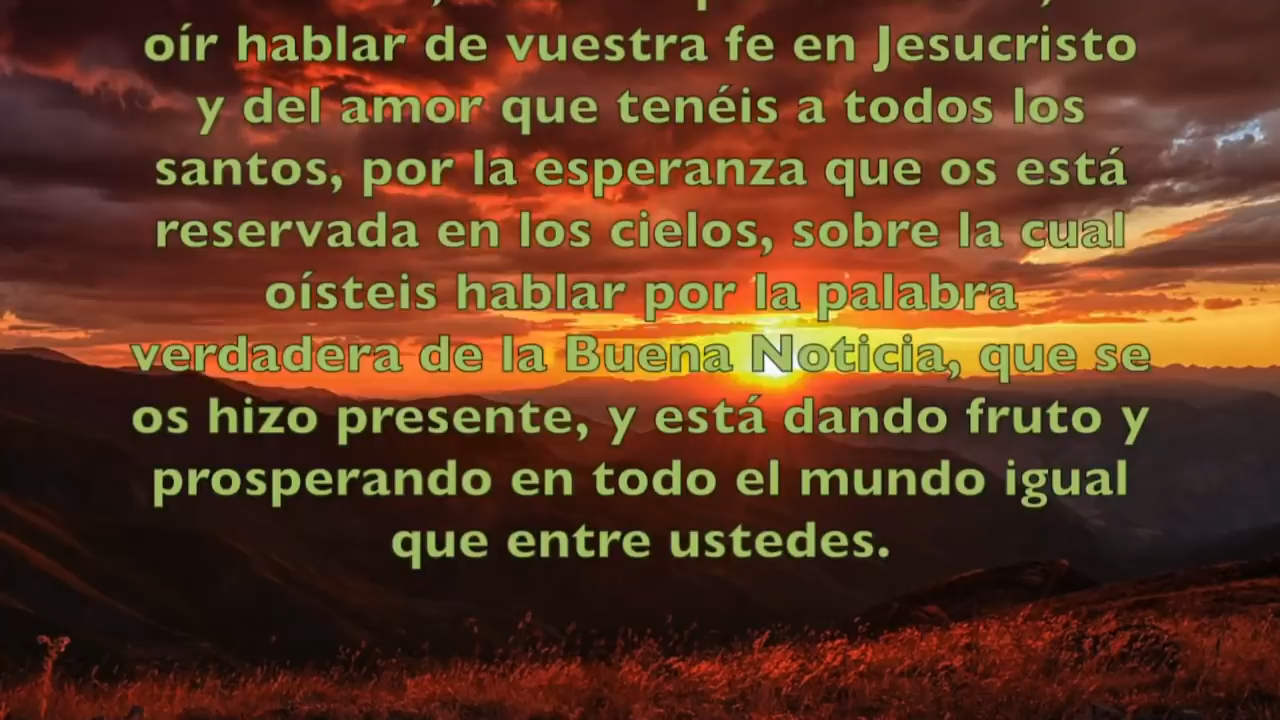 oír hablar de vuestra fe en Jesucristo
y del amor que tenéis a todos los
santos, por la esperanza que os está
reservada en los cielos, sobre la cual
oísteis hablar por la palabra
verdadera de la Buena Noticia, que se
os hizo presente, y está dando fruto y
prosperando en todo el mundo igual
que entre ustedes.